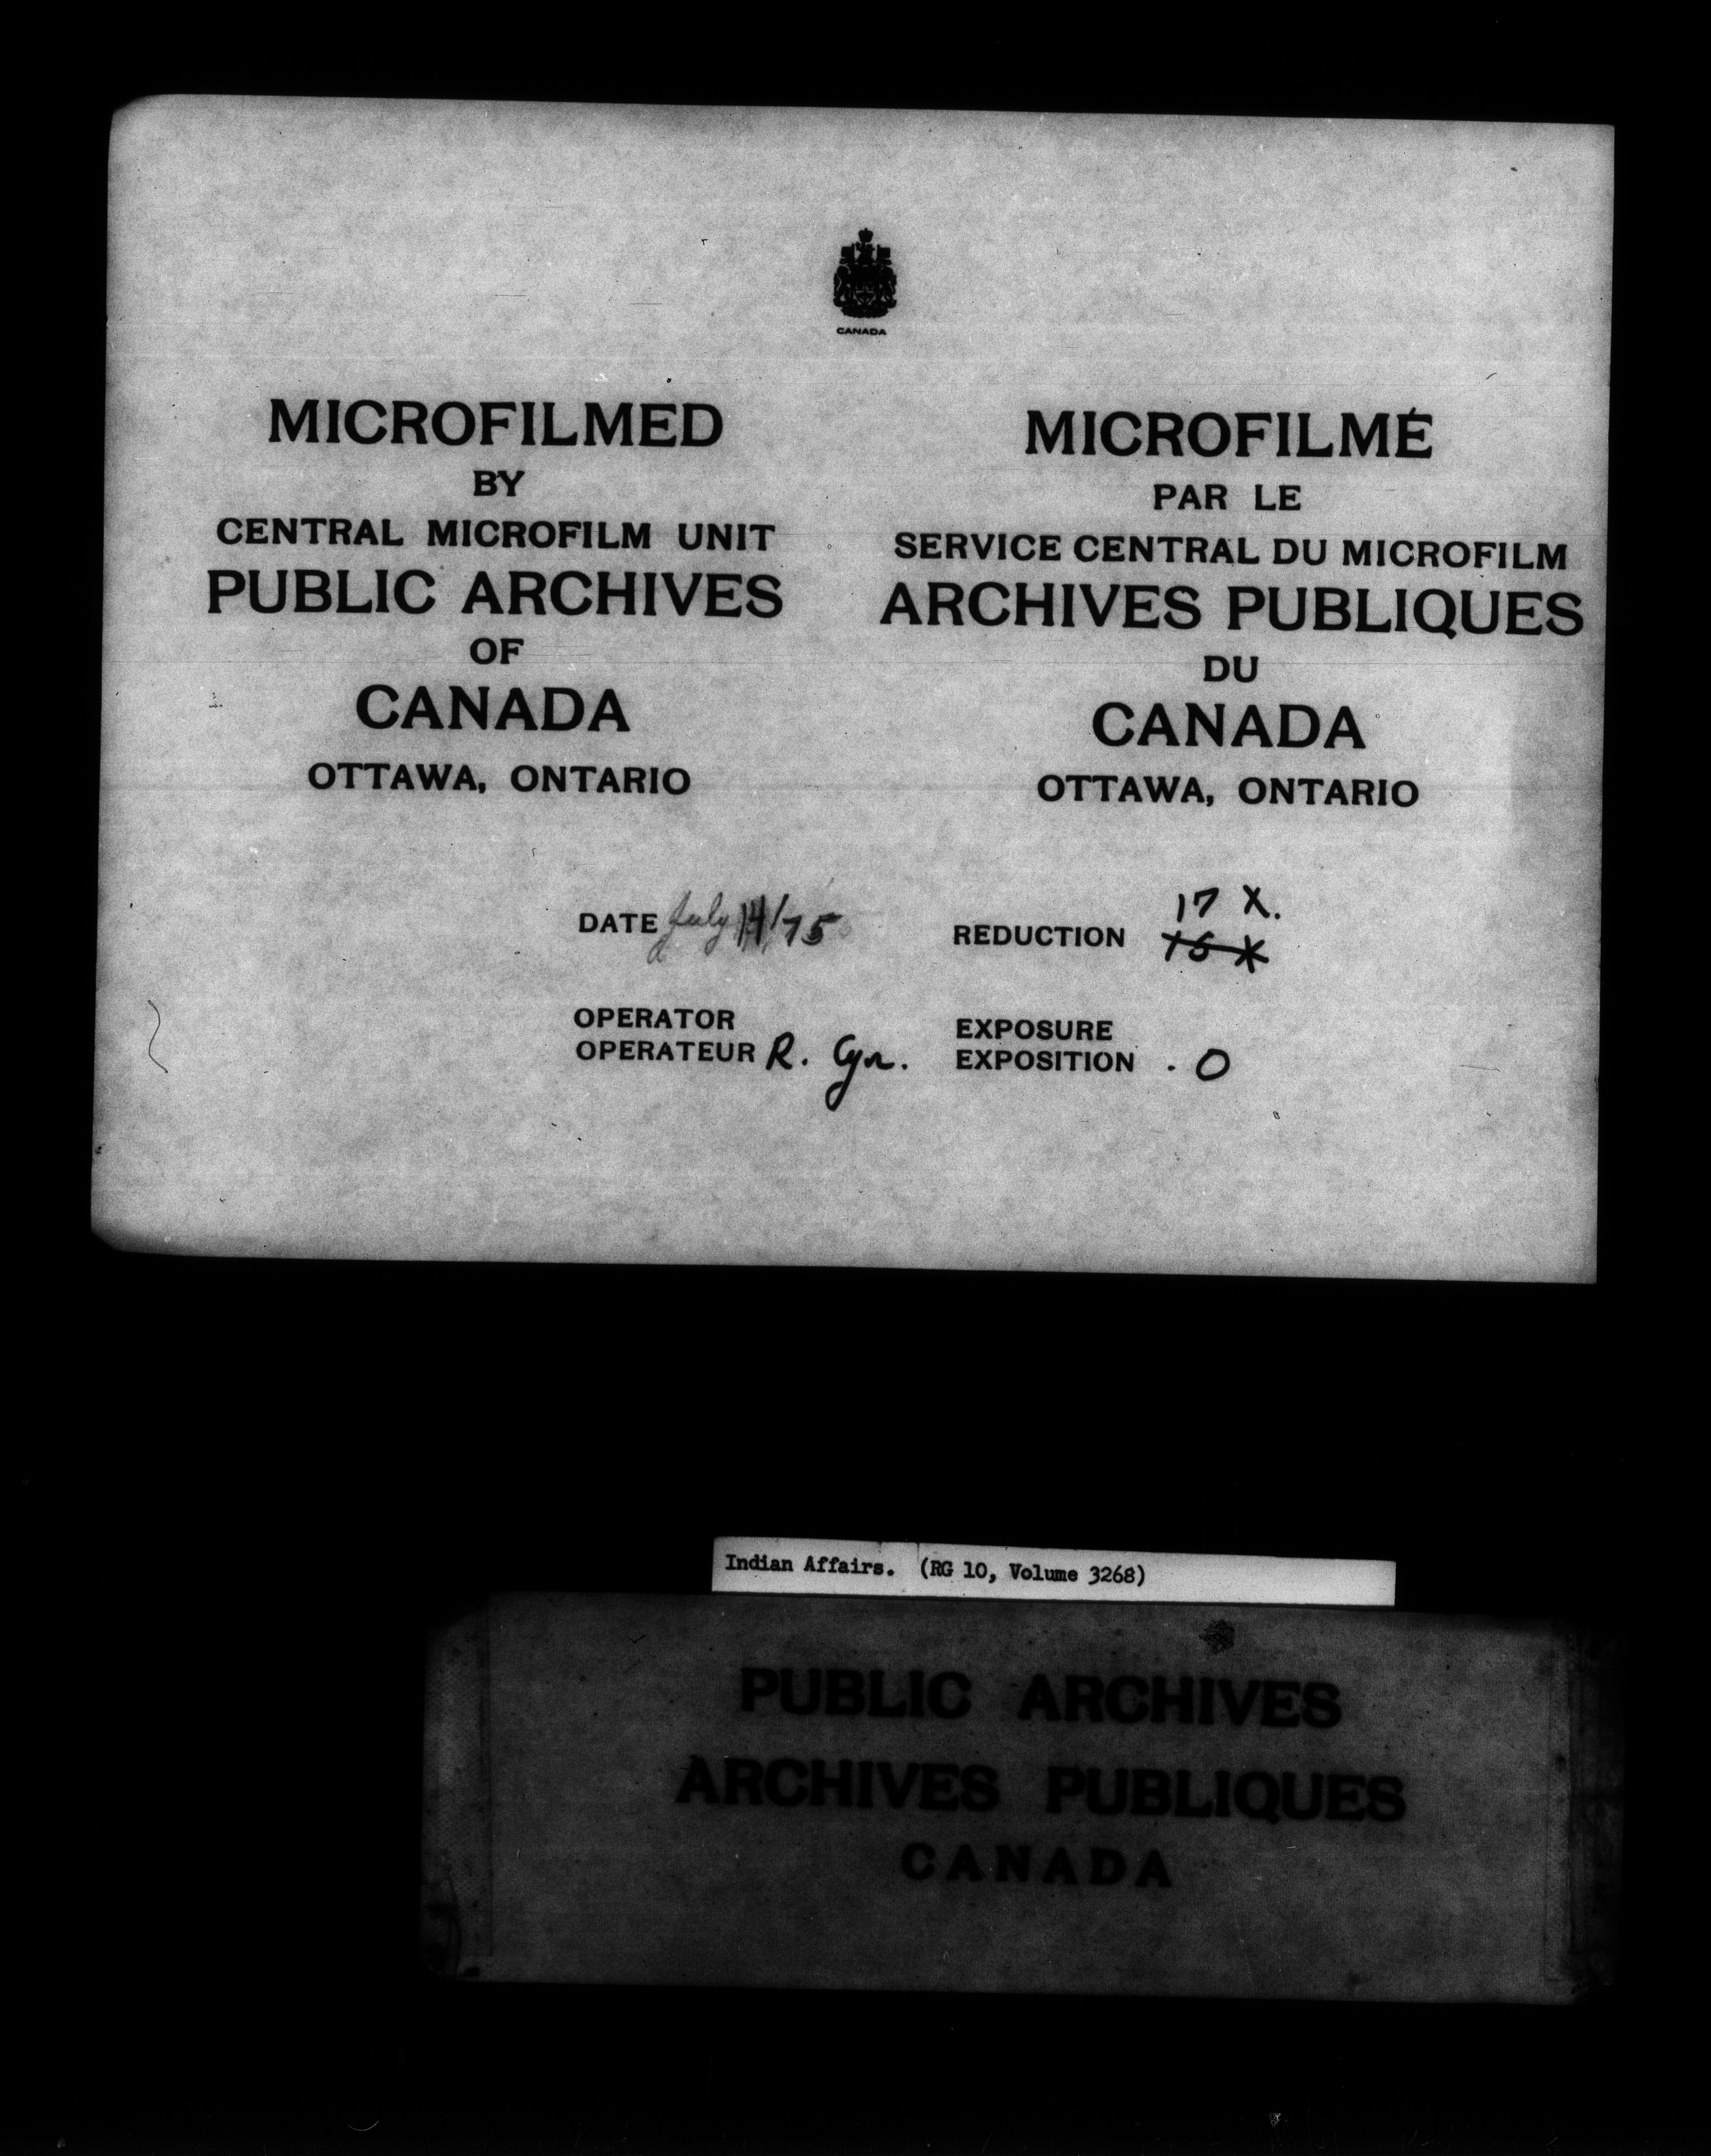 CANADA
MICROFILMED
BY
CENTRAL MICROFILM UNIT
PUBLIC ARCHIVES
OF
CANADA
OTTAWA, ONTARIO
MICROFILMÉ
PAR LE
SERVICE CENTRAL DU MICROFILM
ARCHIVES PUBLIQUES
DU
CANADA
OTTAWA, ONTARIO
DATE July 14/75
REDUCTION 17 X.
15 X
OPERATOR
OPERATEUR R. Cyr.
EXPOSURE
EXPOSITION . 0
Indian Affairs. (RG 10, Volume 3268)
PUBLIC ARCHIVES
ARCHIVES PUBLIQUES
CANADA